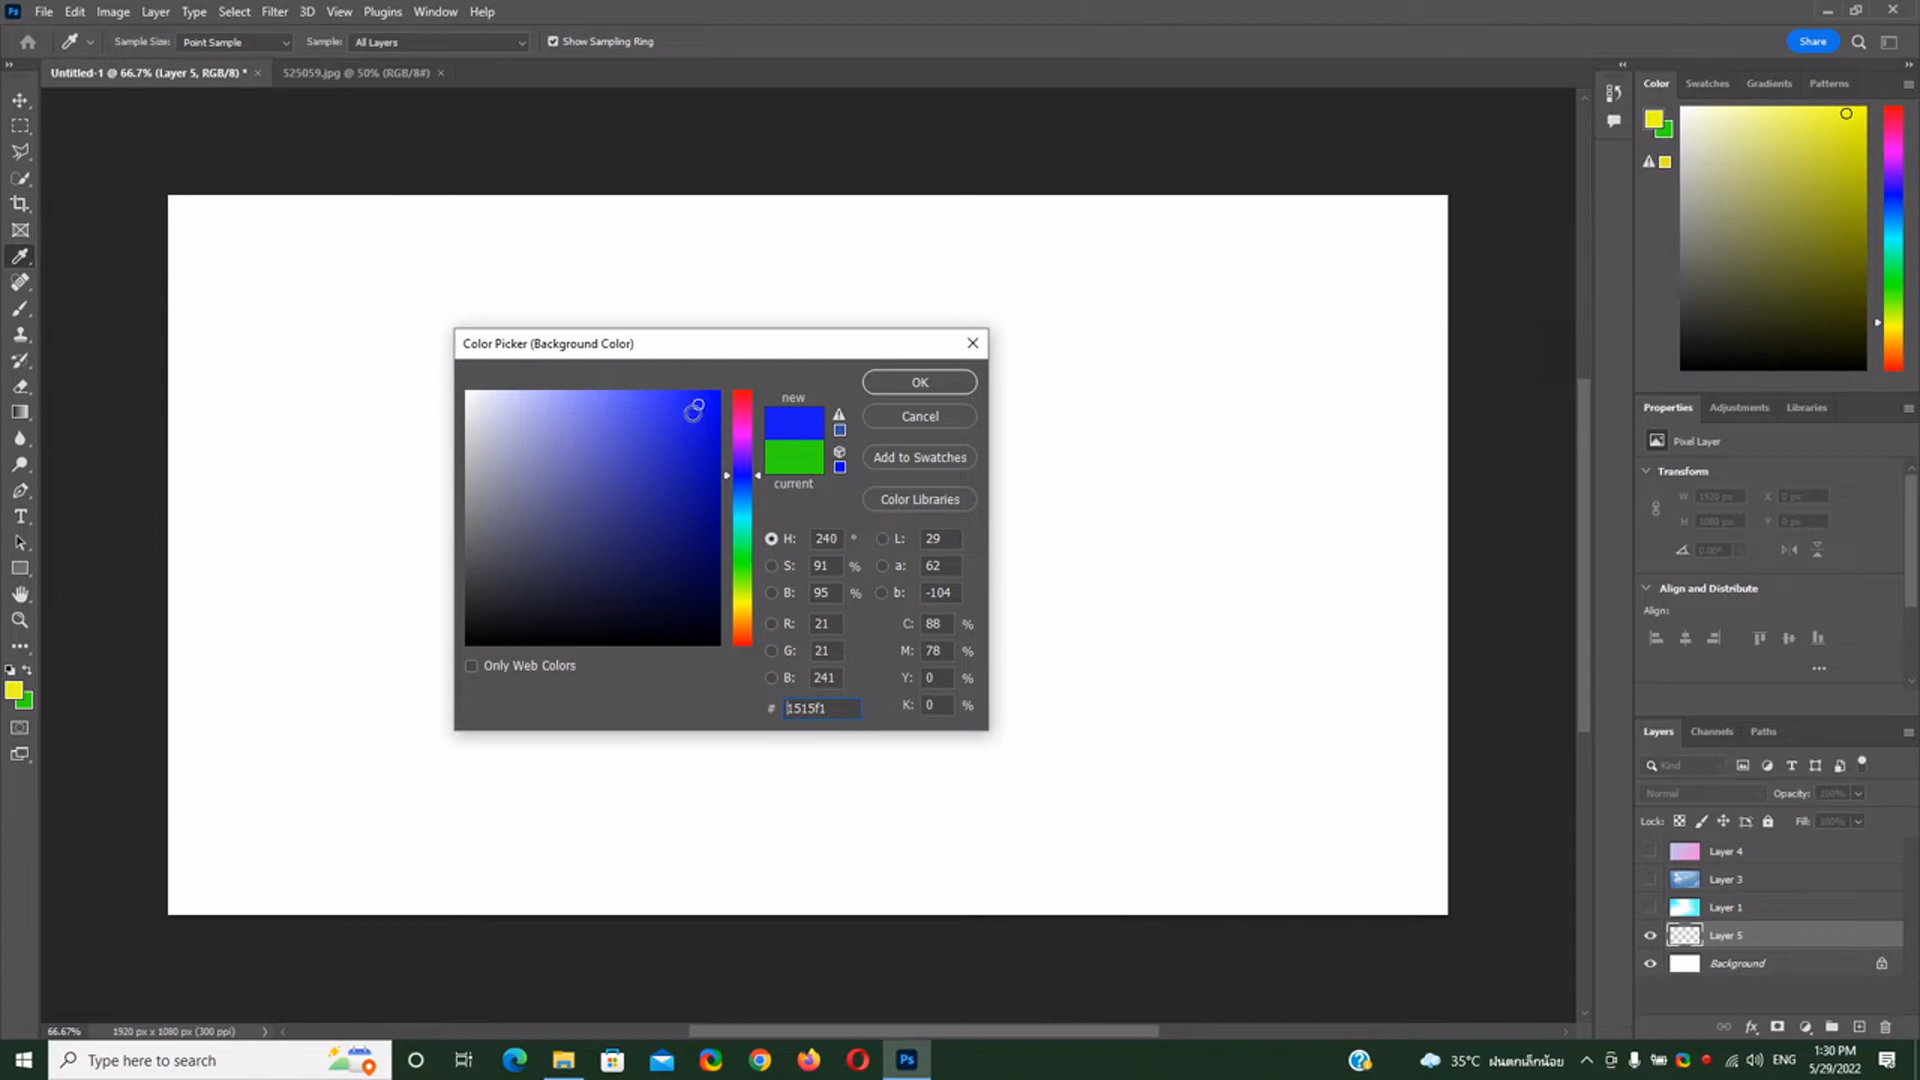 Ps File Edit Image Layer Type Select Filter 3D View Plugins Window Help
Sample Size: Point Sample Sample: All Layers Show Sampling Ring Share
Untitled-1 @ 66.7% (Layer 5, RGB/8) * × 525059.jpg @ 50% (RGB/8#) ×
Color Swatches Gradients Patterns
Color Picker (Background Color)
new
current
OK
Cancel
Add to Swatches
Color Libraries
H: 240 ° L: 29
S: 91 % a: 62
B: 95 % b: -104
R: 21 C: 88 %
G: 21 M: 78 %
B: 241 Y: 0 %
# 1515f1 K: 0 %
Only Web Colors
Properties Adjustments Libraries
Pixel Layer
Transform
W 1920 px X 0 px
H 1080 px Y 0 px
0.00°
Align and Distribute
Align:
Layers Channels Paths
Kind
Normal Opacity: 100%
Lock: Fill: 100%
Layer 4
Layer 3
Layer 1
Layer 5
Background
66.67% 1920 px x 1080 px (300 ppi)
Type here to search
Ps
35°C ฝนตกเล็กน้อย ENG
1:30 PM
5/29/2022